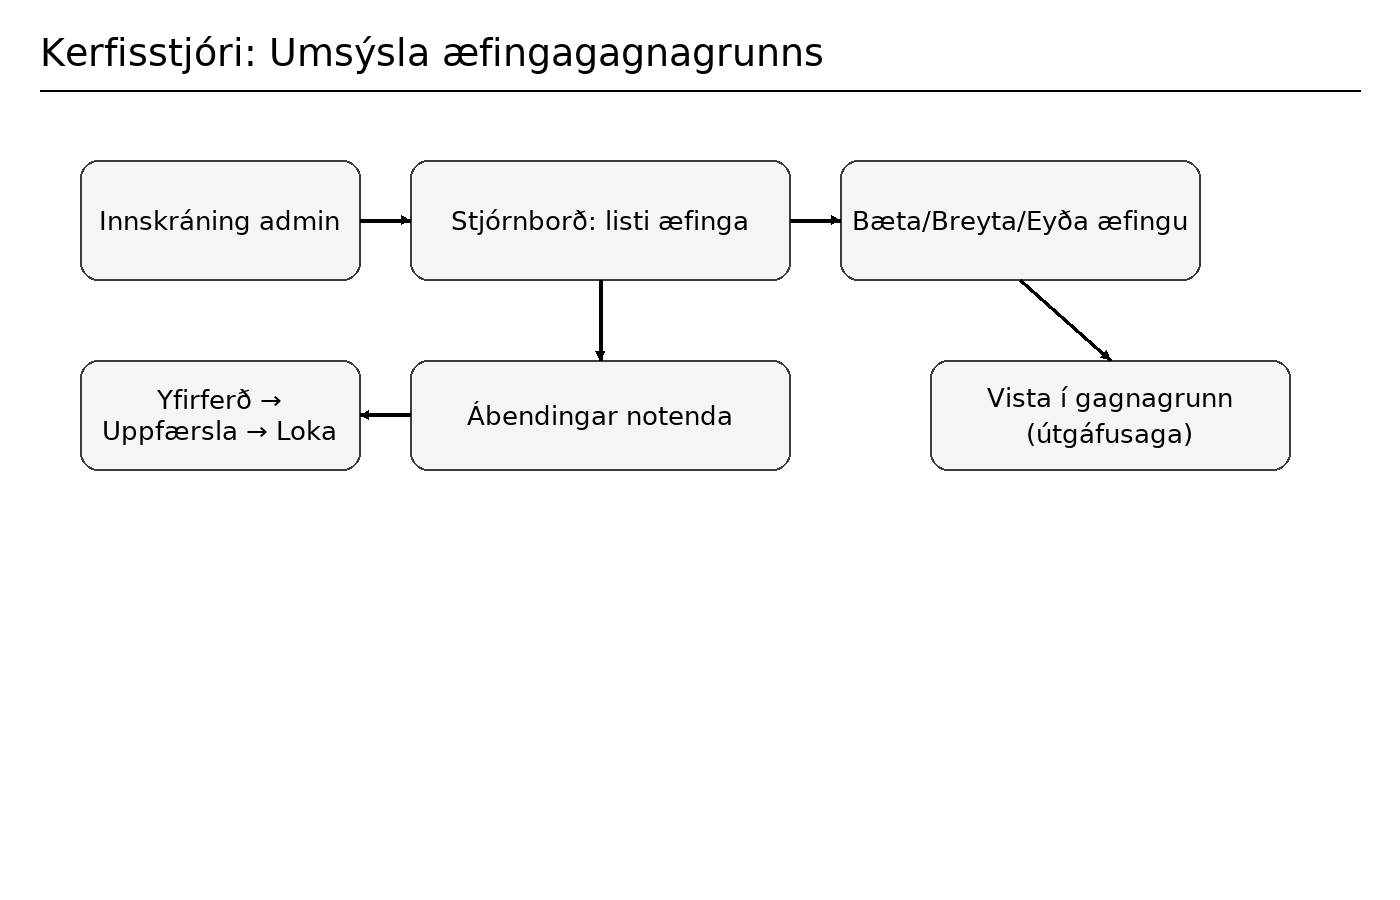 Kerfisstjóri: Umsýsla æfingagagnagrunns
Innskráning admin
Stjórnborð: listi æfinga
Bæta/Breyta/Eyða æfingu
Yfirferð →
Uppfærsla → Loka
Ábendingar notenda
Vista í gagnagrunn
(útgáfusaga)